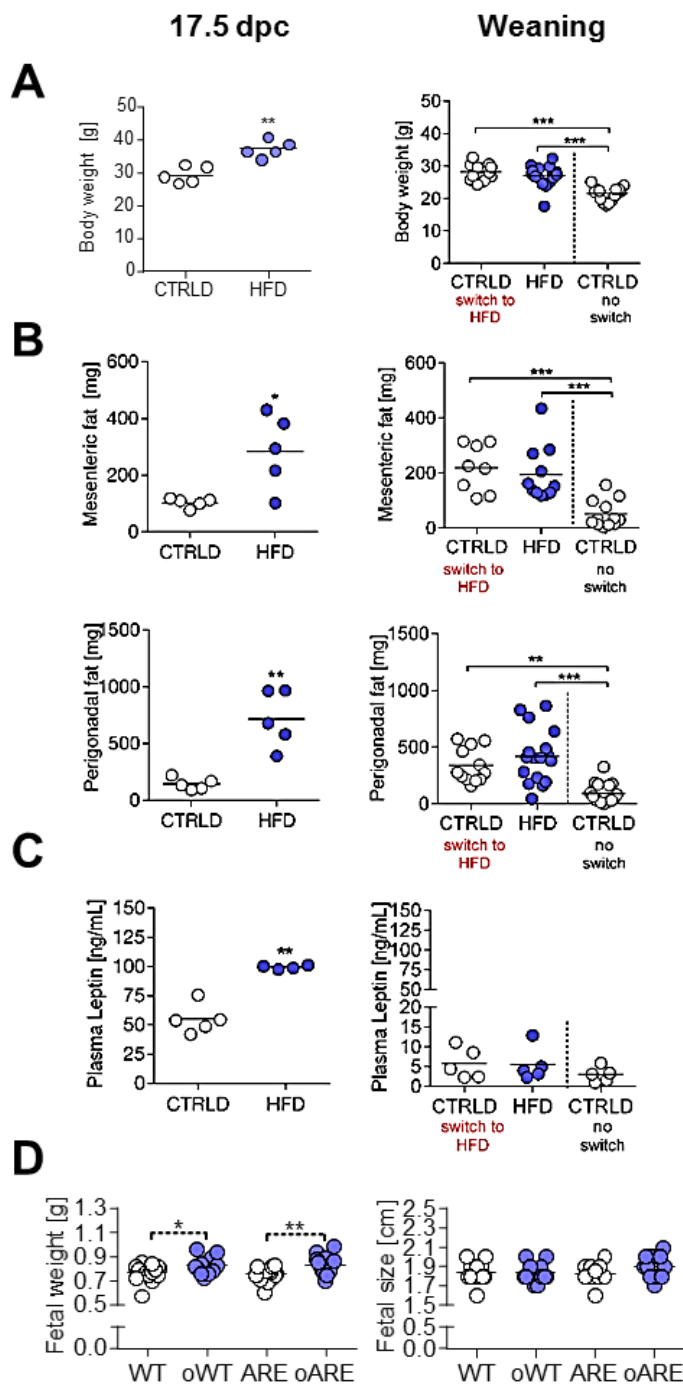 17.5 dpc
Weaning
A
Body weight [g]
50
40
30
20
10
0
**
CTRLD
HFD
Body weight [g]
50
40
30
20
10
0
***
***
CTRLD
HFD
CTRLD
switch to
HFD
no
switch
B
Mesenteric fat [mg]
600
400
200
0
*
CTRLD
HFD
Mesenteric fat [mg]
600
400
200
0
***
***
CTRLD
HFD
CTRLD
switch to
HFD
no
switch
Perigonadal fat [mg]
1500
1000
500
0
**
CTRLD
HFD
Perigonadal fat [mg]
1500
1000
500
0
**
***
CTRLD
HFD
CTRLD
switch to
HFD
no
switch
C
Plasma Leptin [ng/mL]
150
125
100
75
50
25
0
**
CTRLD
HFD
Plasma Leptin [ng/mL]
150
125
100
75
50
20
15
10
5
0
CTRLD
HFD
CTRLD
switch to
HFD
no
switch
D
Fetal weight [g]
1.3
1.1
0.9
0.7
0.5
0.0
*
**
WT
oWT
ARE
oARE
Fetal size [cm]
2.5
2.3
2.1
1.9
1.7
1.5
0.5
0.0
WT
oWT
ARE
oARE